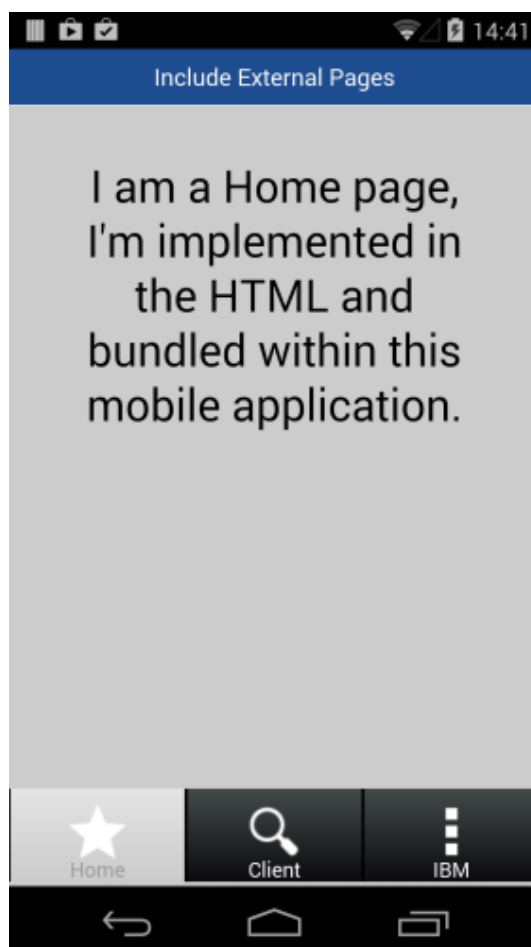 14:41
Include External Pages
I am a Home page,
I'm implemented in
the HTML and
bundled within this
mobile application.
Home
Client
IBM